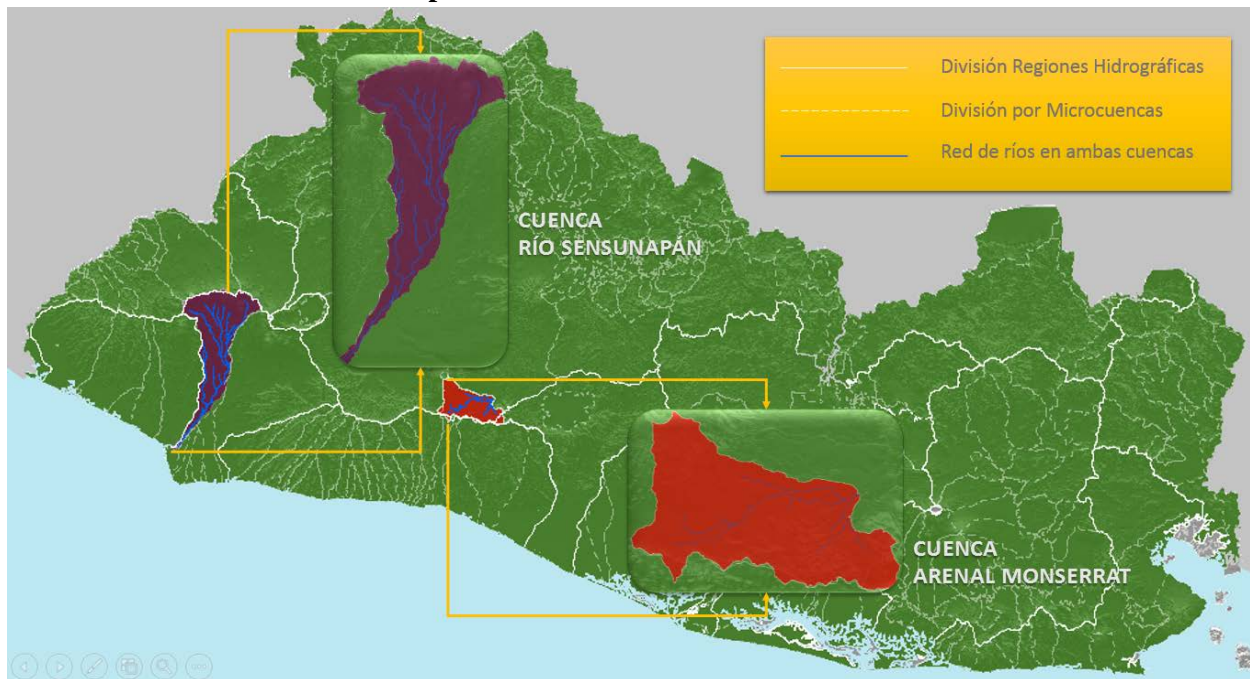 División Regiones Hidrográficas
División por Microcuencas
Red de ríos en ambas cuencas
CUENCA
RÍO SENSUNAPÁN
CUENCA
ARENAL MONSERRAT